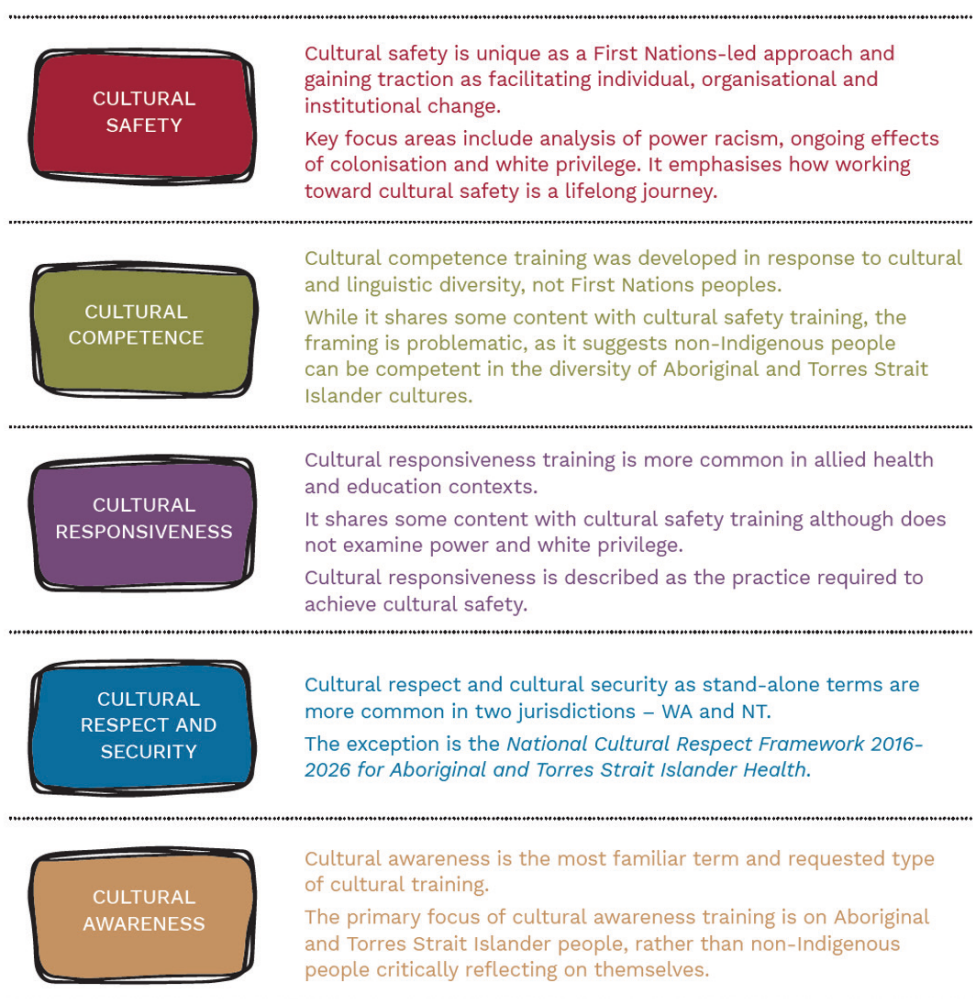 CULTURAL
SAFETY
Cultural safety is unique as a First Nations-led approach and
gaining traction as facilitating individual, organisational and
institutional change.
Key focus areas include analysis of power racism, ongoing effects
of colonisation and white privilege. It emphasises how working
toward cultural safety is a lifelong journey.
CULTURAL
COMPETENCE
Cultural competence training was developed in response to cultural
and linguistic diversity, not First Nations peoples.
While it shares some content with cultural safety training, the
framing is problematic, as it suggests non-Indigenous people
can be competent in the diversity of Aboriginal and Torres Strait
Islander cultures.
CULTURAL
RESPONSIVENESS
Cultural responsiveness training is more common in allied health
and education contexts.
It shares some content with cultural safety training although does
not examine power and white privilege.
Cultural responsiveness is described as the practice required to
achieve cultural safety.
CULTURAL
RESPECT AND
SECURITY
Cultural respect and cultural security as stand-alone terms are
more common in two jurisdictions – WA and NT.
The exception is the National Cultural Respect Framework 2016-
2026 for Aboriginal and Torres Strait Islander Health.
CULTURAL
AWARENESS
Cultural awareness is the most familiar term and requested type
of cultural training.
The primary focus of cultural awareness training is on Aboriginal
and Torres Strait Islander people, rather than non-Indigenous
people critically reflecting on themselves.